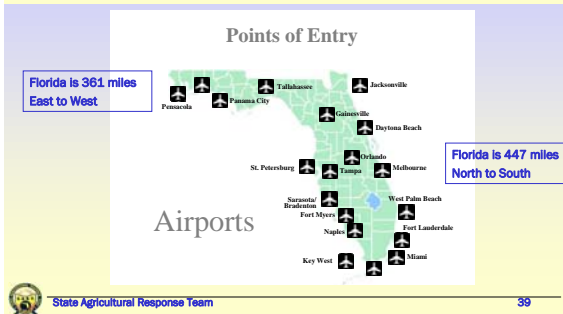 Points of Entry
Florida is 361 miles
East to West
Tallahassee
Jacksonville
Pensacola
Panama City
Gainesville
Daytona Beach
Orlando
St. Petersburg
Tampa
Melbourne
Florida is 447 miles
North to South
Sarasota/
Bradenton
West Palm Beach
Fort Myers
Airports
Naples
Fort Lauderdale
Key West
Miami
State Agricultural Response Team
39